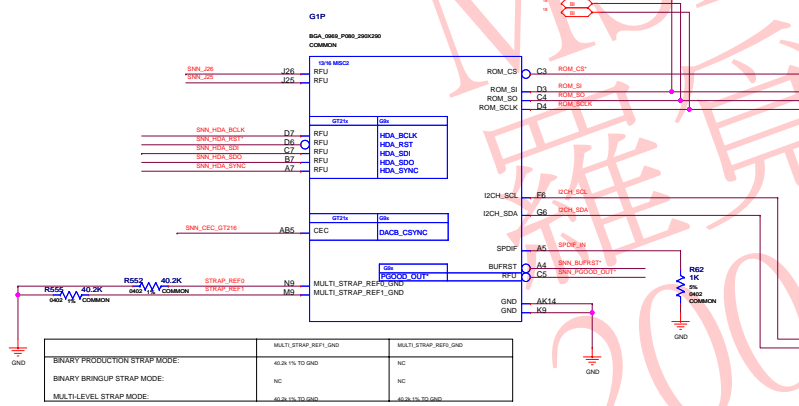 G1P
BGA_0969_P080_290X290
COMMON
13/16 MISC2
SNN_J26 J26 RFU ROM_CS C3 ROM_CS*
SNN_J25 J25 RFU
ROM_SI D3 ROM_SI
ROM_SO C4 ROM_SO
ROM_SCLK D4 ROM_SCLK
GT21x G9x
SNN_HDA_BCLK D7 RFU HDA_BCLK
SNN_HDA_RST* D6 RFU HDA_RST
SNN_HDA_SDI C7 RFU HDA_SDI
SNN_HDA_SDO B7 RFU HDA_SDO
SNN_HDA_SYNC A7 RFU HDA_SYNC
I2CH_SCL F6 I2CH_SCL
I2CH_SDA G6 I2CH_SDA
GT21x G9x
SNN_CEC_GT216 AB5 CEC DACB_CSYNC
SPDIF A5 SPDIF_IN
G8x
BUFRST A4 SNN_BUFRST*
PGOOD_OUT* RFU C5 SNN_PGOOD_OUT*
R62
1K
5%
0402
COMMON
GND
R552 40.2K STRAP_REF0 N9 MULTI_STRAP_REF0_GND
0402 1% COMMON
R555 40.2K STRAP_REF1 M9 MULTI_STRAP_REF1_GND
0402 1% COMMON
GND AK14
GND K9
GND
GND
MULTI_STRAP_REF1_GND MULTI_STRAP_REF0_GND
BINARY PRODUCTION STRAP MODE: 40.2k 1% TO GND NC
BINARY BRINGUP STRAP MODE: NC NC
MULTI-LEVEL STRAP MODE: 40.2k 1% TO GND 40.2k 1% TO GND